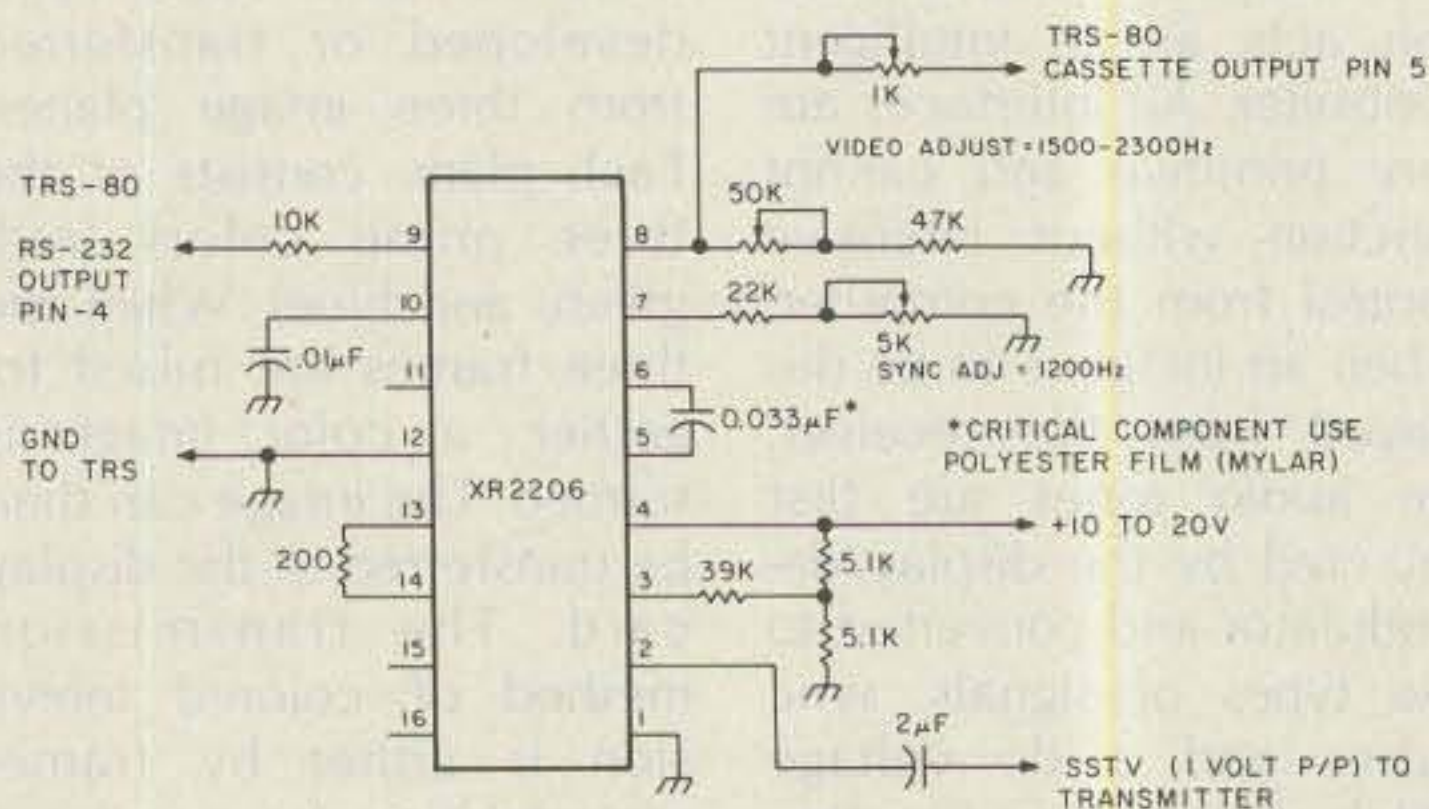 TRS-80
CASSETTE OUTPUT PIN 5
1K
VIDEO ADJUST = 1500-2300Hz
TRS-80
RS-232
OUTPUT
PIN-4
10K
9
8
50K
47K
10
7
22K
5K
SYNC ADJ = 1200Hz
.01µF
11
6
0.033µF*
*CRITICAL COMPONENT USE
POLYESTER FILM (MYLAR)
GND
TO TRS
12
5
XR2206
13
4
+10 TO 20V
200
5.1K
14
3
39K
5.1K
15
2
16
1
2µF
SSTV (1 VOLT P/P) TO
TRANSMITTER